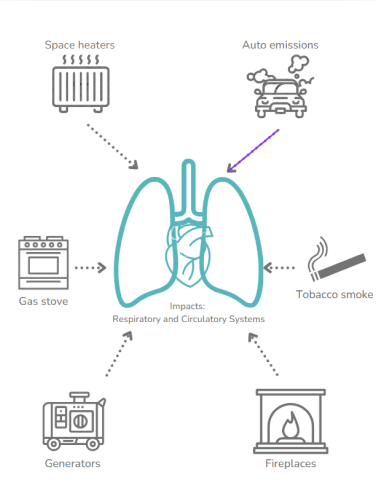 Space heaters
Auto emissions
Gas stove
Tobacco smoke
Impacts:
Respiratory and Circulatory Systems
Generators
Fireplaces